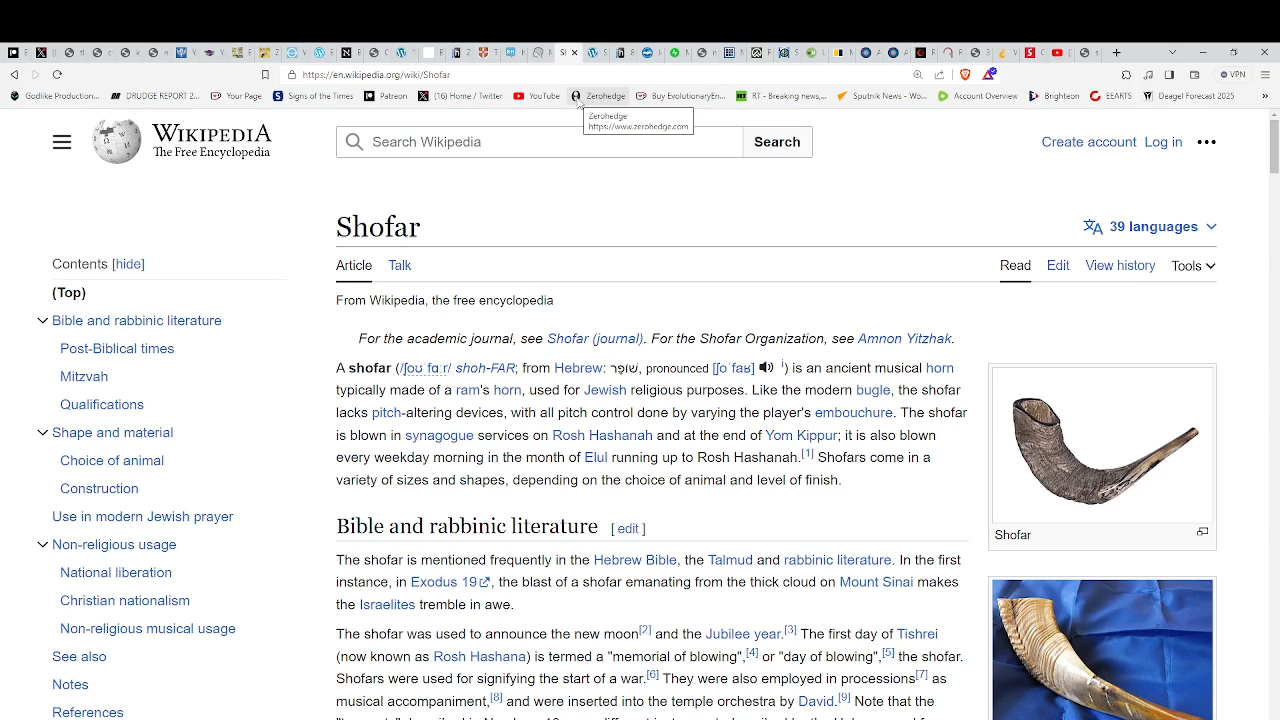 https://en.wikipedia.org/wiki/Shofar
VPN
Godlike Production... DRUDGE REPORT 2... Your Page Signs of the Times Patreon (16) Home / Twitter YouTube Zerohedge Buy EvolutionaryEn... RT - Breaking news,... Sputnik News - Wo... Account Overview Brighteon EEARTS Deagel Forecast 2025
Zerohedge
https://www.zerohedge.com
WIKIPEDIA
The Free Encyclopedia
Search Wikipedia
Search
Create account Log in
Shofar
39 languages
Contents [hide]
(Top)
Bible and rabbinic literature
Post-Biblical times
Mitzvah
Qualifications
Shape and material
Choice of animal
Construction
Use in modern Jewish prayer
Non-religious usage
National liberation
Christian nationalism
Non-religious musical usage
See also
Notes
References
Article Talk
Read Edit View history Tools
From Wikipedia, the free encyclopedia
For the academic journal, see Shofar (journal). For the Shofar Organization, see Amnon Yitzhak.
A shofar (/ʃoʊˈfɑːr/ shoh-FAR; from Hebrew: שׁוֹפָר, pronounced [ʃoˈfaʁ] ⓘ) is an ancient musical horn
typically made of a ram's horn, used for Jewish religious purposes. Like the modern bugle, the shofar
lacks pitch-altering devices, with all pitch control done by varying the player's embouchure. The shofar
is blown in synagogue services on Rosh Hashanah and at the end of Yom Kippur; it is also blown
every weekday morning in the month of Elul running up to Rosh Hashanah.[1] Shofars come in a
variety of sizes and shapes, depending on the choice of animal and level of finish.
Shofar
Bible and rabbinic literature [ edit ]
The shofar is mentioned frequently in the Hebrew Bible, the Talmud and rabbinic literature. In the first
instance, in Exodus 19, the blast of a shofar emanating from the thick cloud on Mount Sinai makes
the Israelites tremble in awe.
The shofar was used to announce the new moon[2] and the Jubilee year.[3] The first day of Tishrei
(now known as Rosh Hashana) is termed a "memorial of blowing",[4] or "day of blowing",[5] the shofar.
Shofars were used for signifying the start of a war.[6] They were also employed in processions[7] as
musical accompaniment,[8] and were inserted into the temple orchestra by David.[9] Note that the